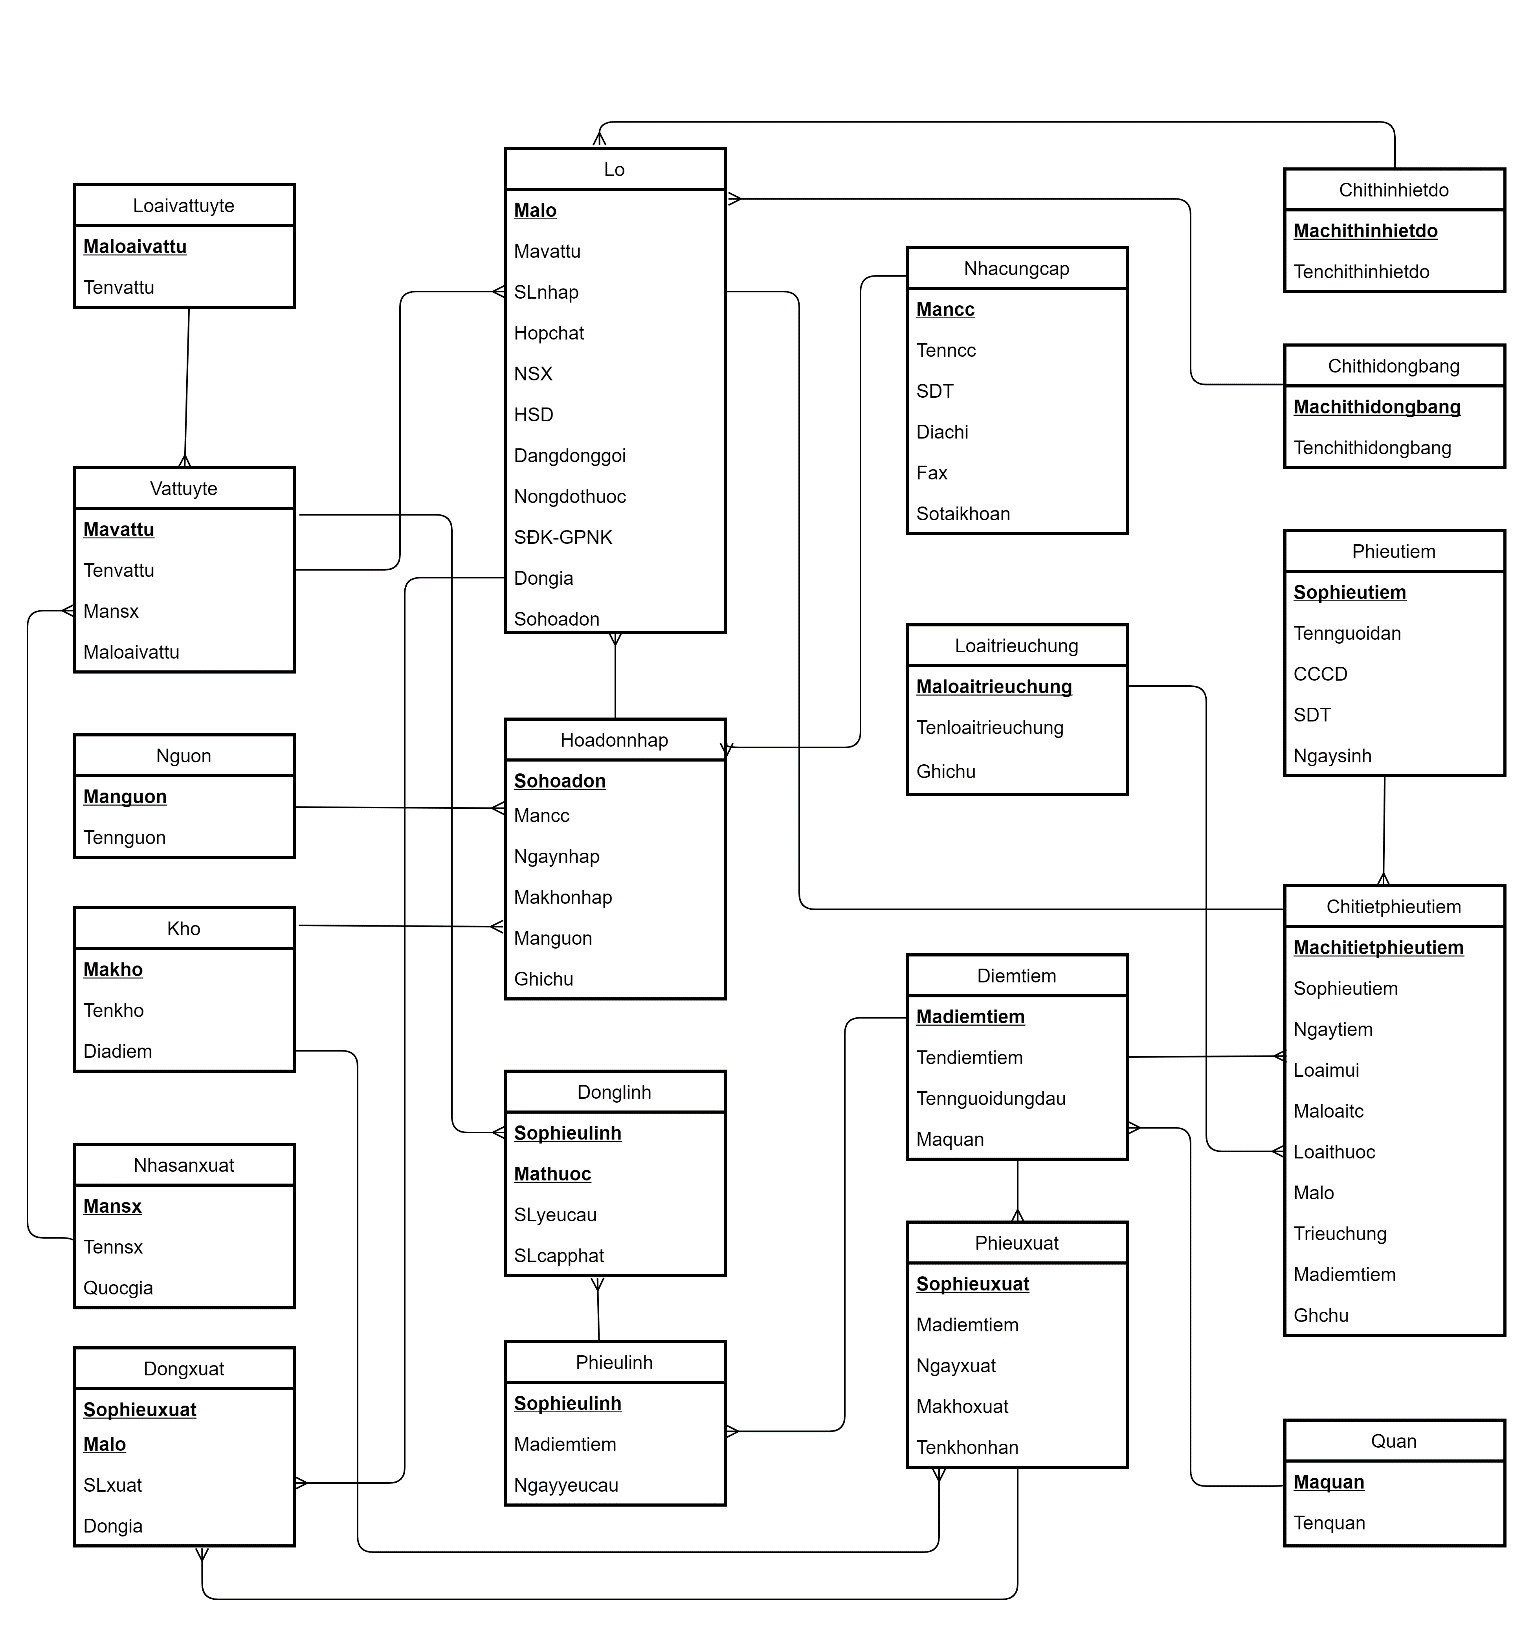 Loaivattuyte
Maloaivattu
Tenvattu
Vattuyte
Mavattu
Tenvattu
Mansx
Maloaivattu
Nguon
Manguon
Tennguon
Kho
Makho
Tenkho
Diadiem
Nhasanxuat
Mansx
Tennsx
Quocgia
Dongxuat
Sophieuxuat
Malo
SLxuat
Dongia
Lo
Malo
Mavattu
SLnhap
Hopchat
NSX
HSD
Dangdonggoi
Nongdothuoc
SĐK-GPNK
Dongia
Sohoadon
Hoadonnhap
Sohoadon
Mancc
Ngaynhap
Makhonhap
Manguon
Ghichu
Donglinh
Sophieulinh
Mathuoc
SLyeucau
SLcapphat
Phieulinh
Sophieulinh
Madiemtiem
Ngayyeucau
Nhacungcap
Mancc
Tenncc
SDT
Diachi
Fax
Sotaikhoan
Loaitrieuchung
Maloaitrieuchung
Tenloaitrieuchung
Ghichu
Diemtiem
Madiemtiem
Tendiemtiem
Tennguoidungdau
Maquan
Phieuxuat
Sophieuxuat
Madiemtiem
Ngayxuat
Makhoxuat
Tenkhonhan
Chithinhietdo
Machithinhietdo
Tenchithinhietdo
Chithidongbang
Machithidongbang
Tenchithidongbang
Phieutiem
Sophieutiem
Tennguoidan
CCCD
SDT
Ngaysinh
Chitietphieutiem
Machitietphieutiem
Sophieutiem
Ngaytiem
Loaimui
Maloaitc
Loaithuoc
Malo
Trieuchung
Madiemtiem
Ghchu
Quan
Maquan
Tenquan